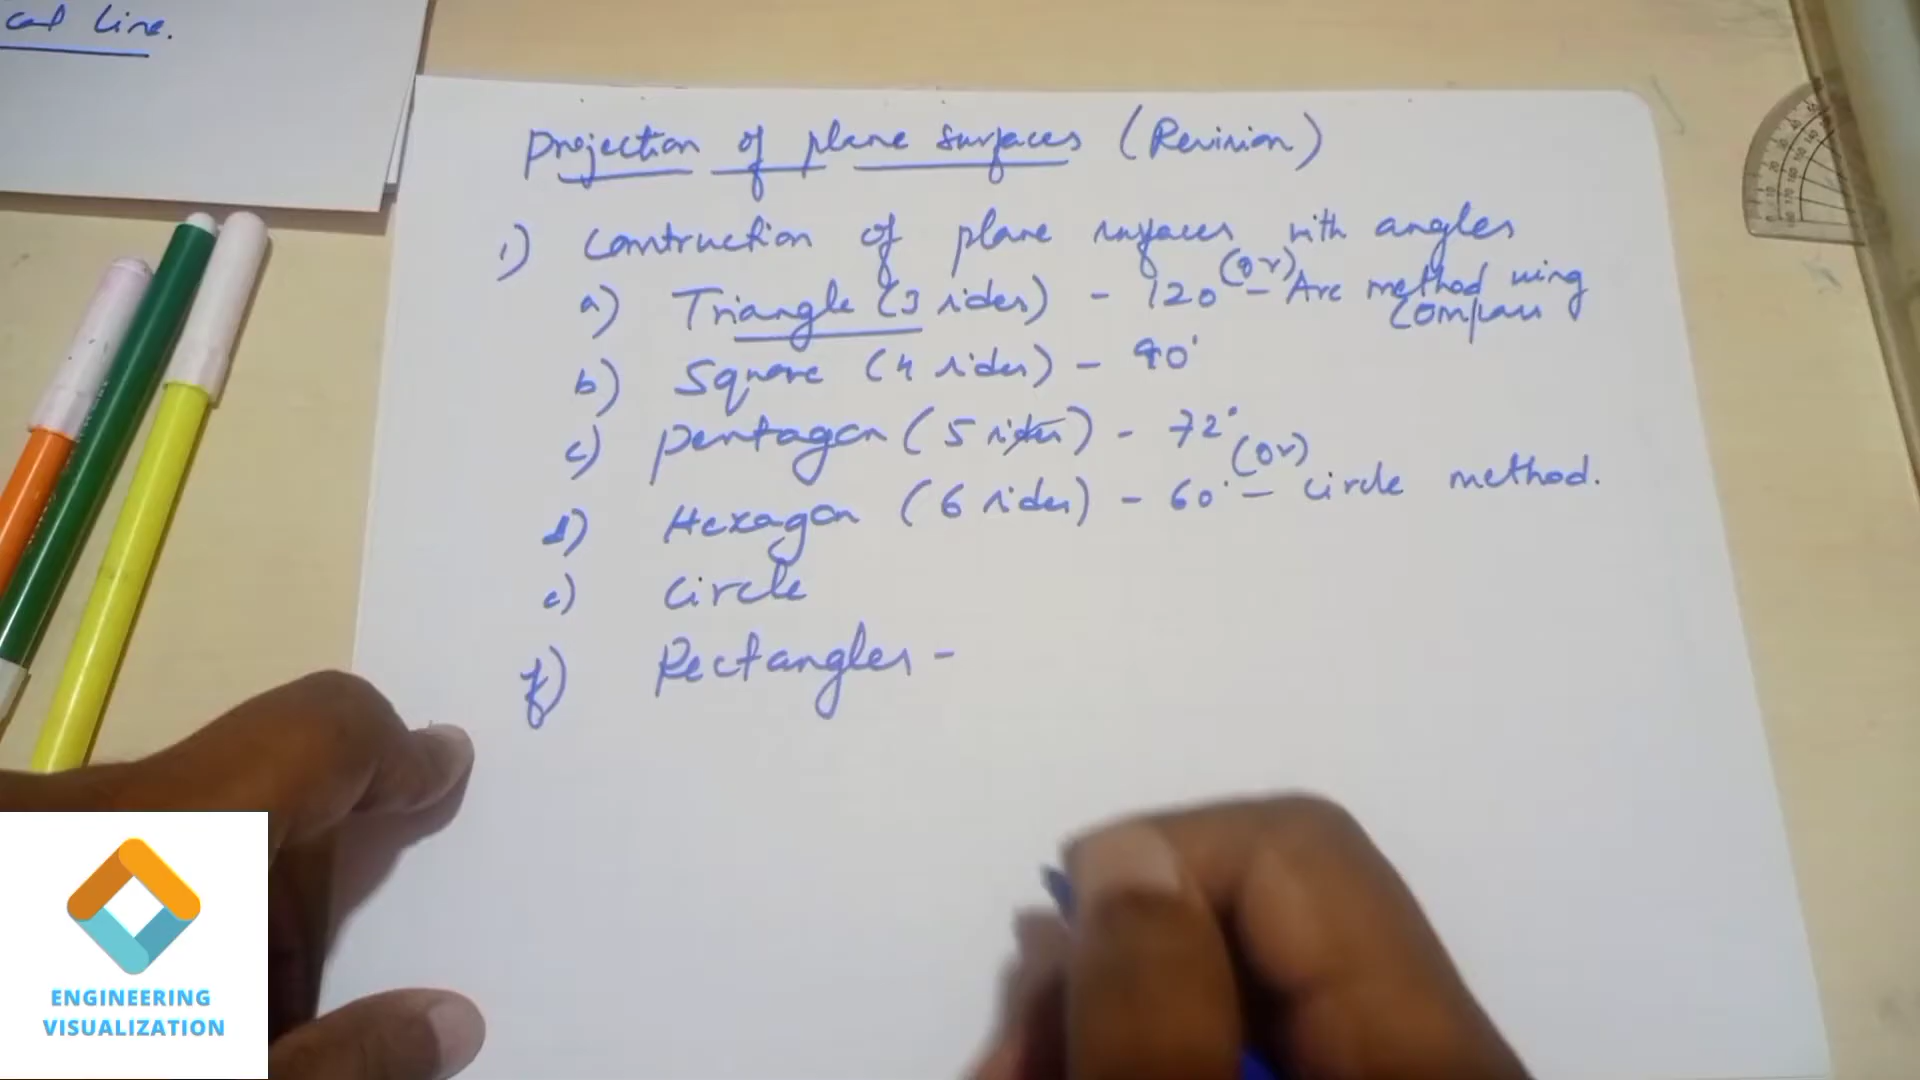 cal line.
Projection of plane surfaces (Revision)
1) Construction of plane surfaces with angles
a) Triangle (3 sides) - 120° (or) - Arc method using compass
b) Square (4 sides) - 90°
c) Pentagon (5 sides) - 72°
d) Hexagon (6 sides) - 60° (or) - circle method.
e) Circle
f) Rectangles -
ENGINEERING
VISUALIZATION